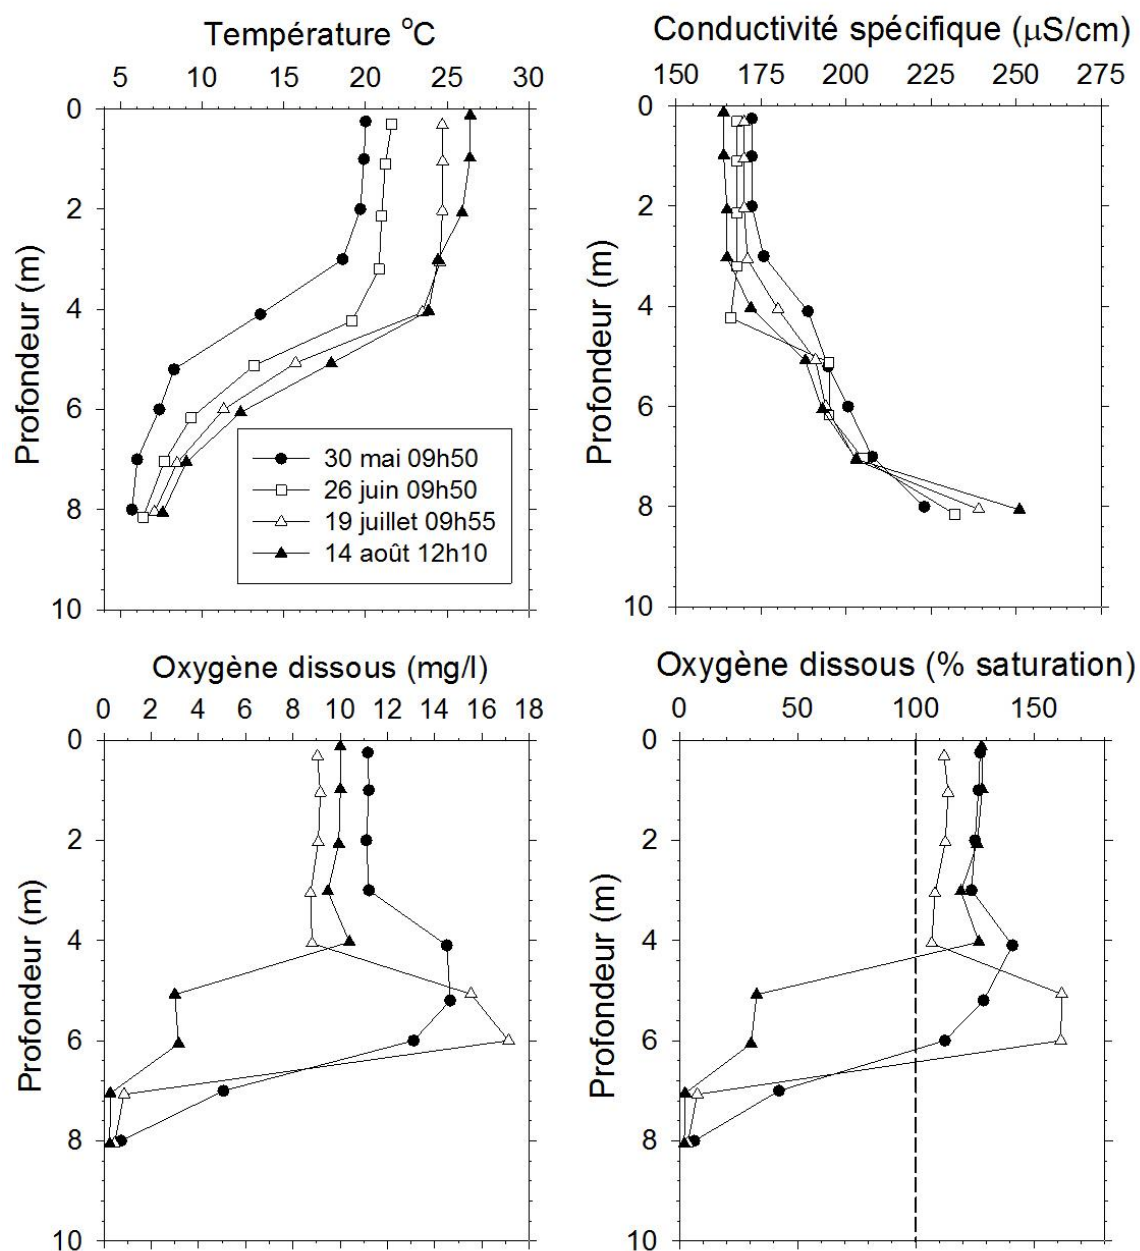 Température °C
5 10 15 20 25 30
0
2
4
6
8
10
Profondeur (m)
30 mai 09h50
26 juin 09h50
19 juillet 09h55
14 août 12h10
Conductivité spécifique (µS/cm)
150 175 200 225 250 275
0
2
4
6
8
10
Profondeur (m)
Oxygène dissous (mg/l)
0 2 4 6 8 10 12 14 16 18
0
2
4
6
8
10
Profondeur (m)
Oxygène dissous (% saturation)
0 50 100 150
0
2
4
6
8
10
Profondeur (m)